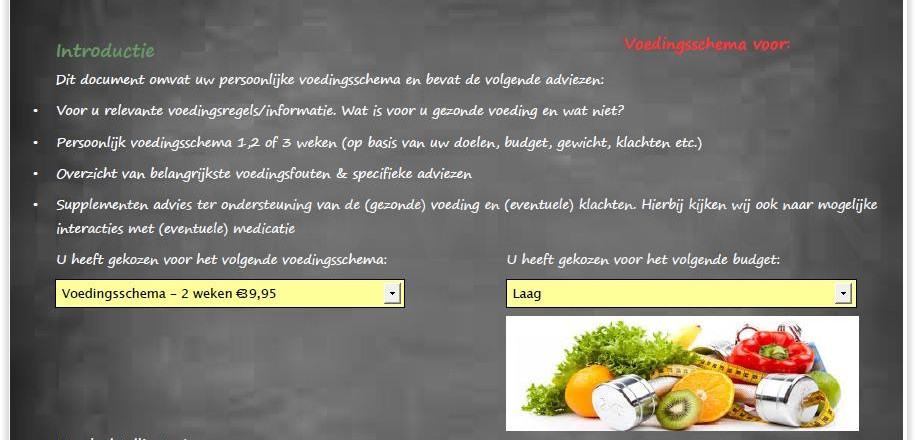 Introductie
Voedingsschema voor:
Dit document omvat uw persoonlijke voedingsschema en bevat de volgende adviezen:
• Voor u relevante voedingsregels/informatie. Wat is voor u gezonde voeding en wat niet?
• Persoonlijk voedingsschema 1,2 of 3 weken (op basis van uw doelen, budget, gewicht, klachten etc.)
• Overzicht van belangrijkste voedingsfouten & specifieke adviezen
• Supplementen advies ter ondersteuning van de (gezonde) voeding en (eventuele) klachten. Hierbij kijken wij ook naar mogelijke
interacties met (eventuele) medicatie
U heeft gekozen voor het volgende voedingsschema:
U heeft gekozen voor het volgende budget:
Voedingsschema - 2 weken €39,95
Laag